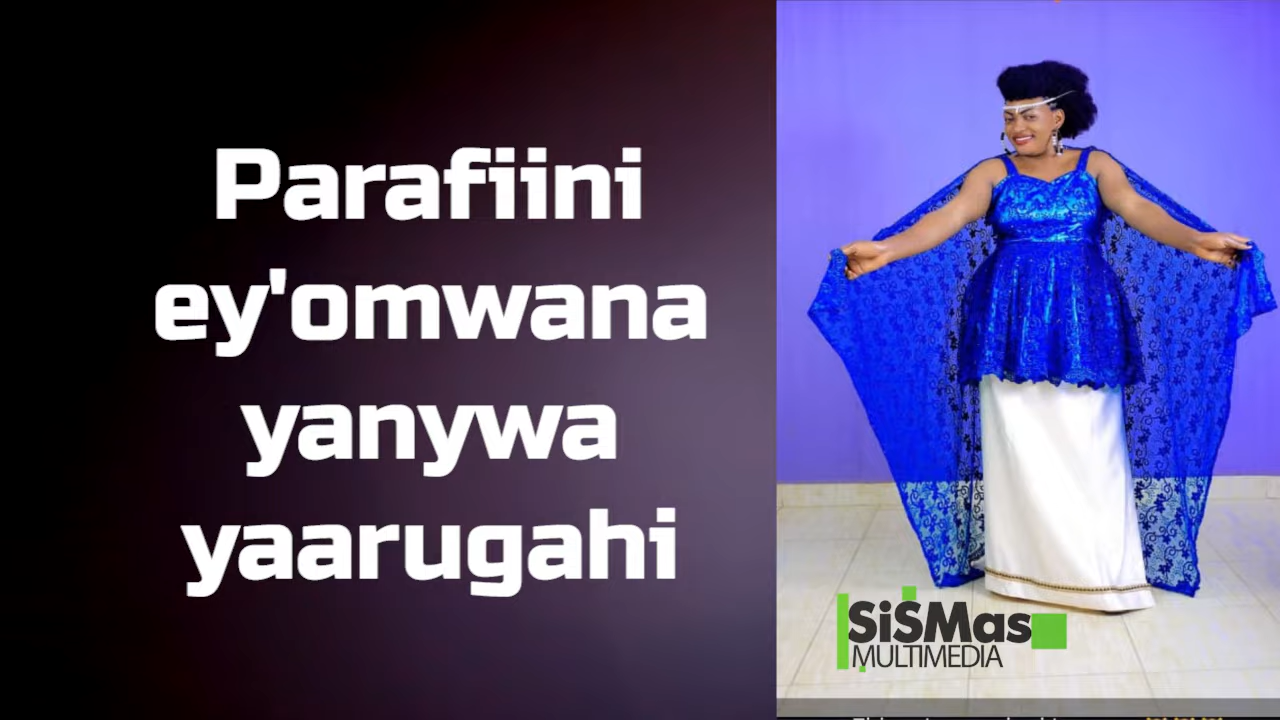 Parafiini
ey'omwana
yanywa
yaarugahi
SiSMas
MULTIMEDIA